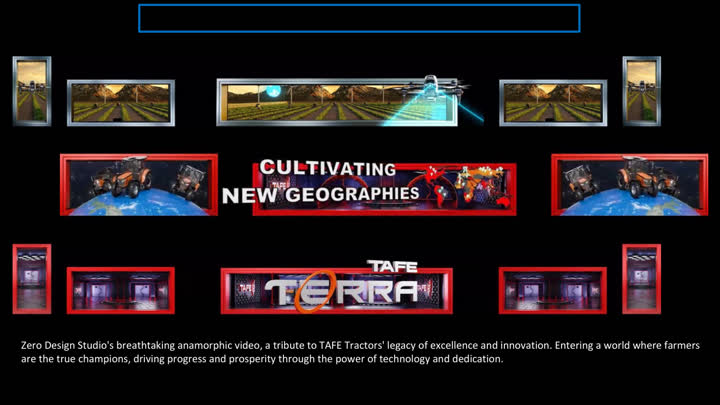 CULTIVATING
NEW GEOGRAPHIES
TAFE
TERRA
Zero Design Studio's breathtaking anamorphic video, a tribute to TAFE Tractors' legacy of excellence and innovation. Entering a world where farmers
are the true champions, driving progress and prosperity through the power of technology and dedication.